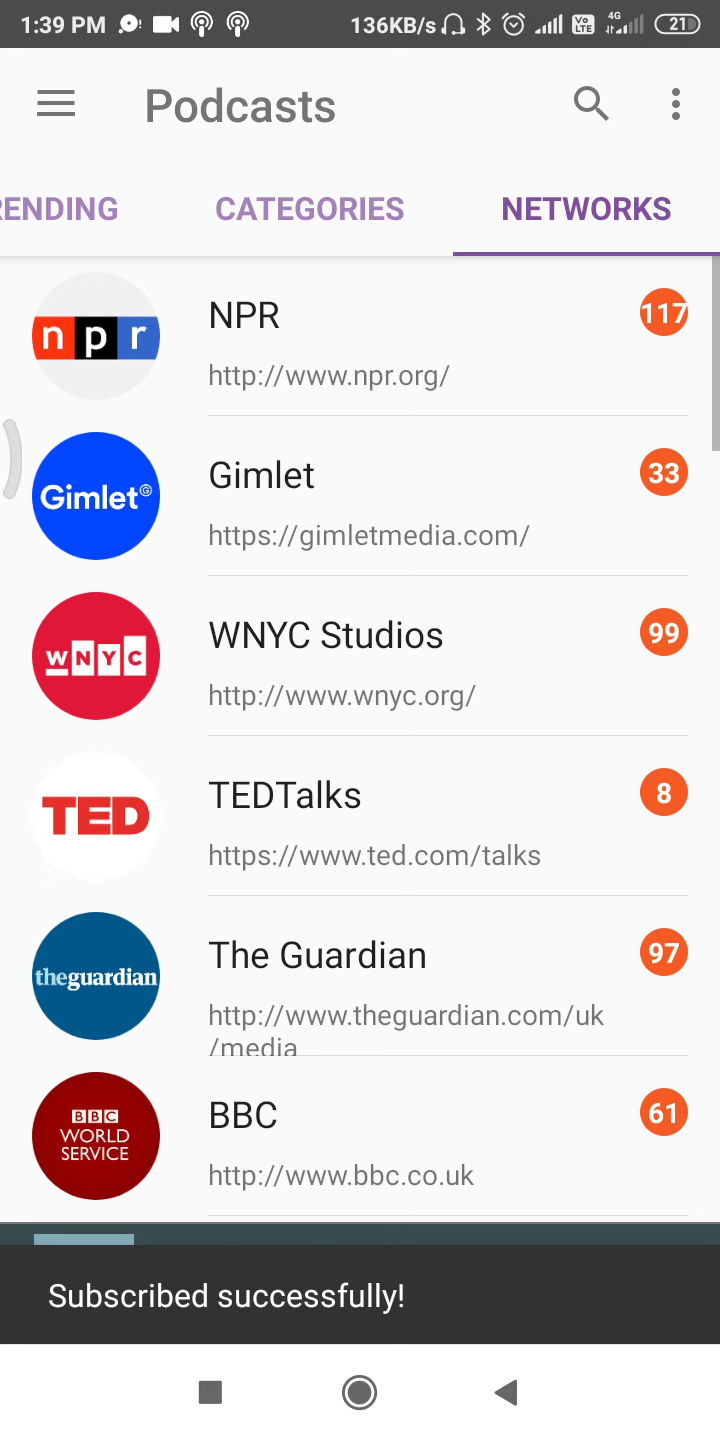 1:39 PM 136KB/s Vo LTE 4G 21
Podcasts
RENDING CATEGORIES NETWORKS
npr
NPR
117
http://www.npr.org/
GimletG
Gimlet
33
https://gimletmedia.com/
WNYC
WNYC Studios
99
http://www.wnyc.org/
TED
TEDTalks
8
https://www.ted.com/talks
theguardian
The Guardian
97
http://www.theguardian.com/uk
/media
BBC
WORLD
SERVICE
BBC
61
http://www.bbc.co.uk
Subscribed successfully!